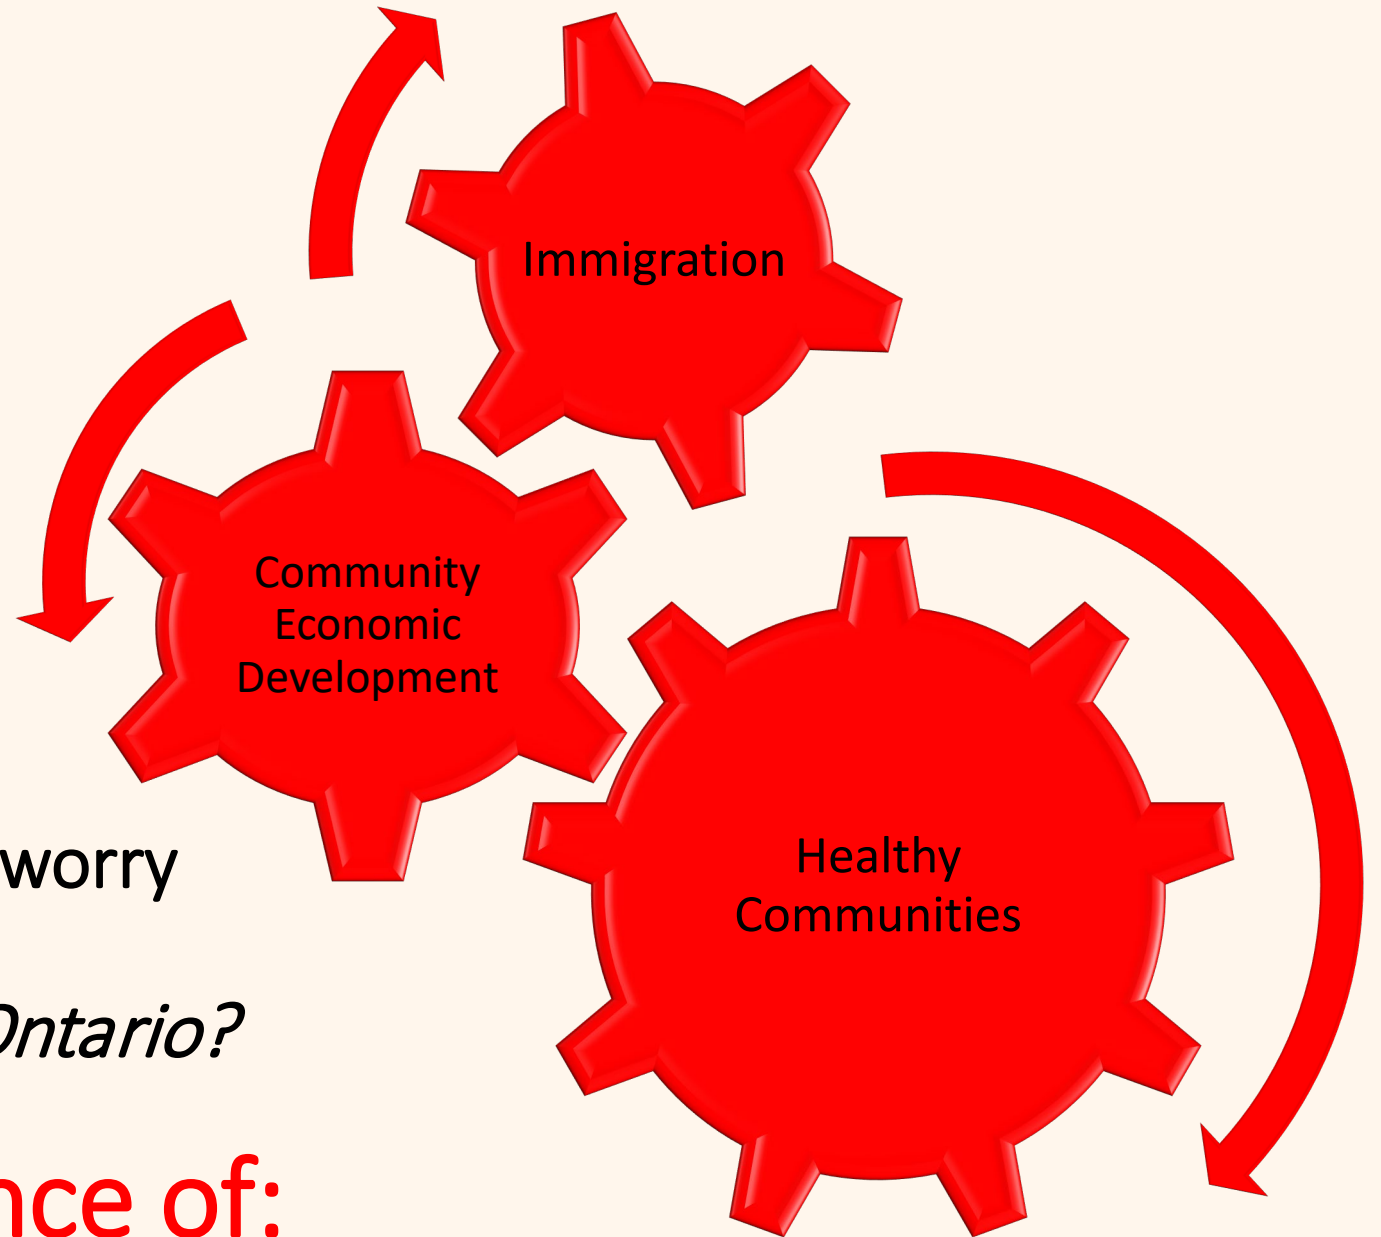 Immigration
Community
Economic
Development
worry
Healthy
Communities
Ontario?
nce of: